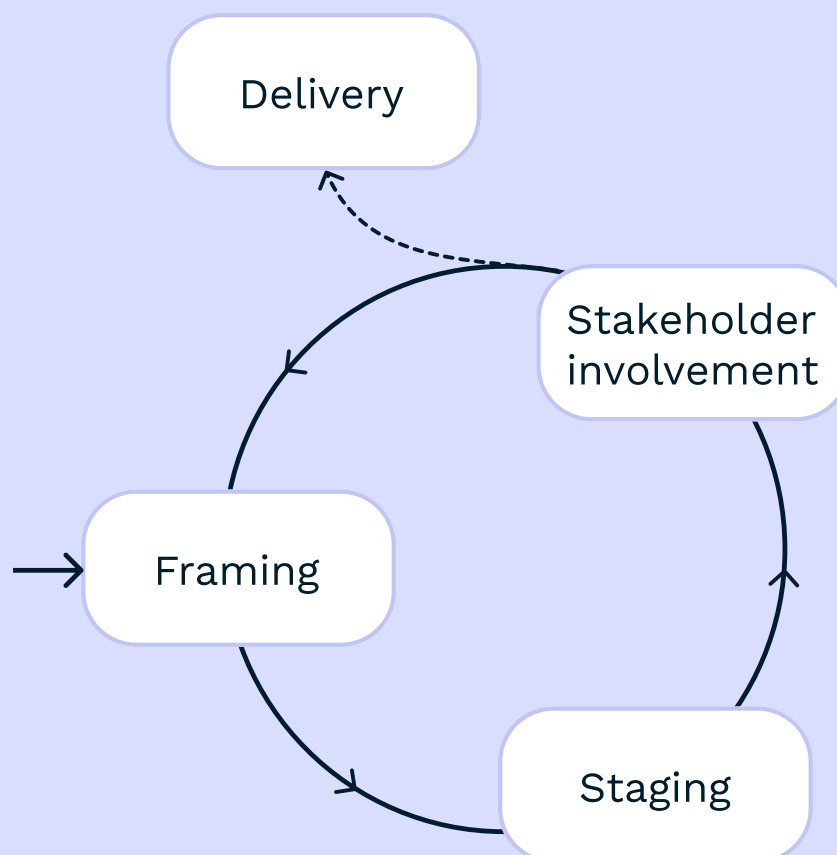 Delivery
Stakeholder
involvement
Framing
Staging